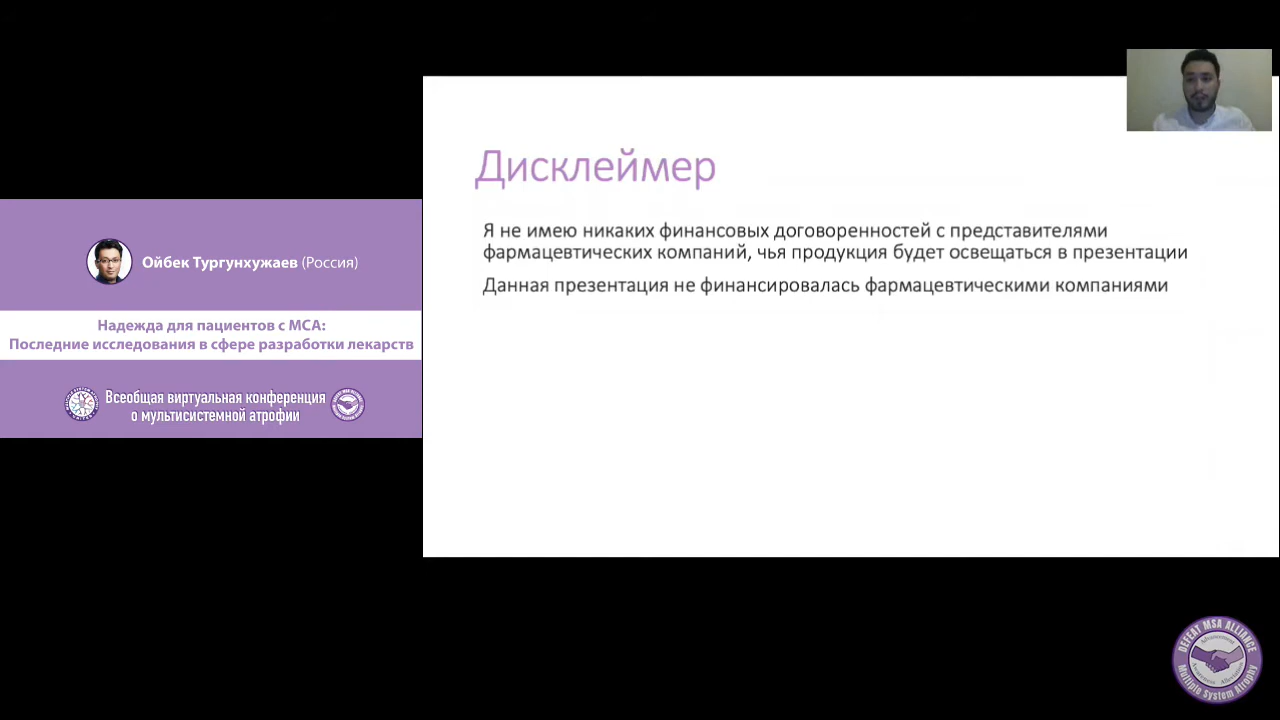 Дисклеймер
Я не имею никаких финансовых договоренностей с представителями
фармацевтических компаний, чья продукция будет освещаться в презентации
Данная презентация не финансировалась фармацевтическими компаниями
Ойбек Тургунхужаев (Россия)
Надежда для пациентов с МСА:
Последние исследования в сфере разработки лекарств
Всеобщая виртуальная конференция
о мультисистемной атрофии
DEFEAT MSA ALLIANCE
Multiple System Atrophy